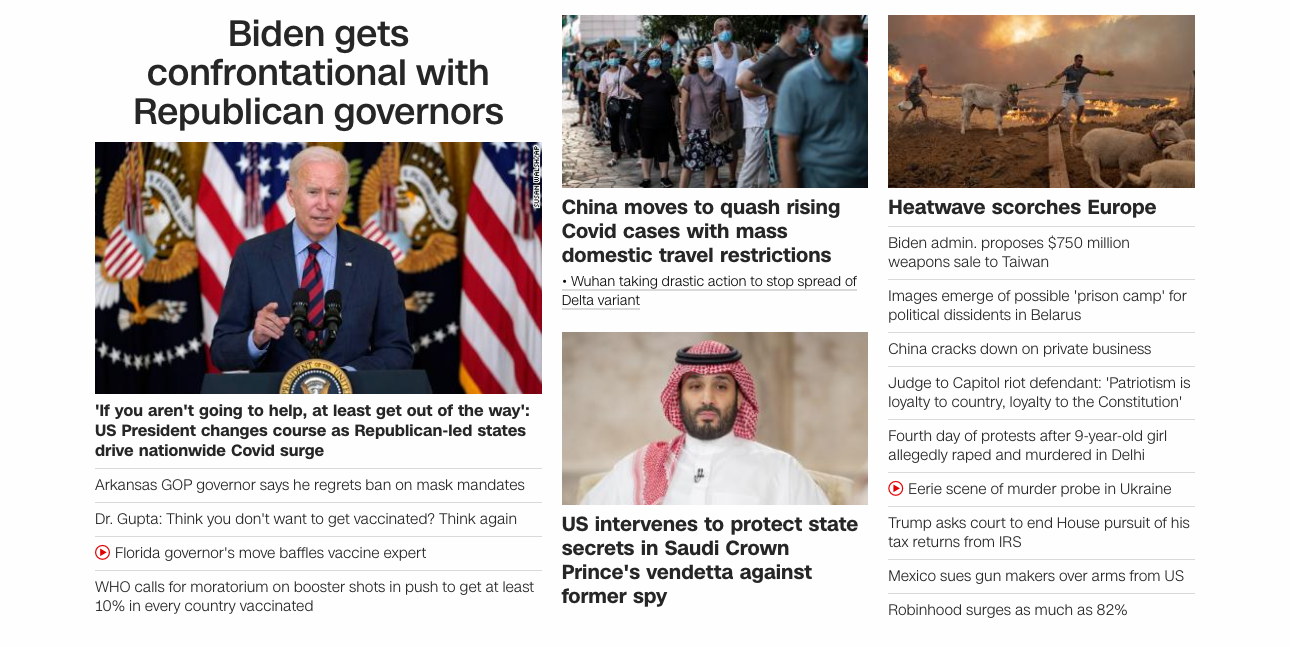 Biden gets
confrontational with
Republican governors
SUSAN WALSH/AP
'If you aren't going to help, at least get out of the way':
US President changes course as Republican-led states
drive nationwide Covid surge
Arkansas GOP governor says he regrets ban on mask mandates
Dr. Gupta: Think you don't want to get vaccinated? Think again
Florida governor's move baffles vaccine expert
WHO calls for moratorium on booster shots in push to get at least
10% in every country vaccinated
China moves to quash rising
Covid cases with mass
domestic travel restrictions
• Wuhan taking drastic action to stop spread of
Delta variant
US intervenes to protect state
secrets in Saudi Crown
Prince's vendetta against
former spy
Heatwave scorches Europe
Biden admin. proposes $750 million
weapons sale to Taiwan
Images emerge of possible 'prison camp' for
political dissidents in Belarus
China cracks down on private business
Judge to Capitol riot defendant: 'Patriotism is
loyalty to country, loyalty to the Constitution'
Fourth day of protests after 9-year-old girl
allegedly raped and murdered in Delhi
Eerie scene of murder probe in Ukraine
Trump asks court to end House pursuit of his
tax returns from IRS
Mexico sues gun makers over arms from US
Robinhood surges as much as 82%